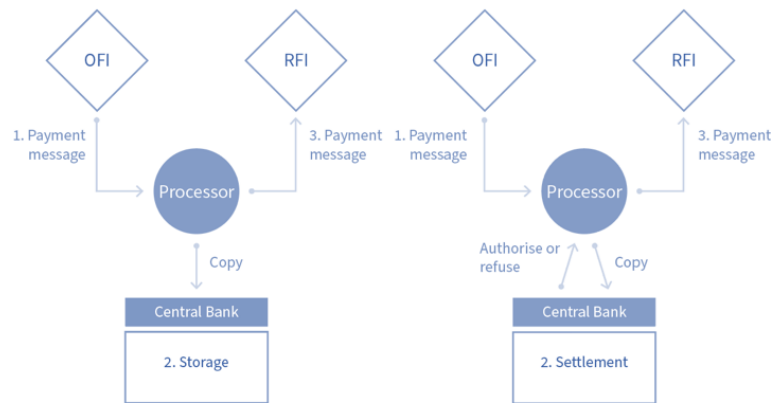 OFI
RFI
1. Payment
message
3. Payment
message
Processor
Copy
Central Bank
2. Storage
OFI
RFI
1. Payment
message
3. Payment
message
Processor
Authorise or
refuse
Copy
Central Bank
2. Settlement